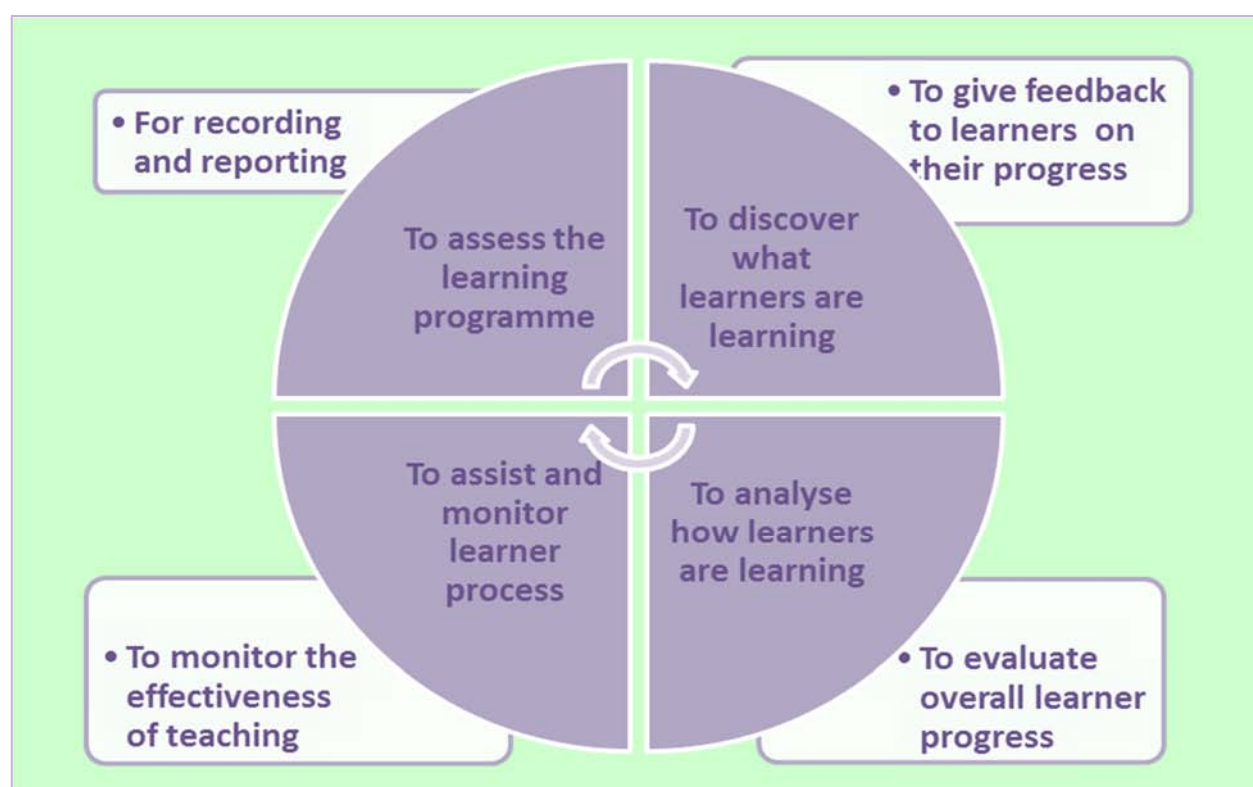 • For recording
and reporting
• To give feedback
to learners on
their progress
To assess the
learning
programme
To discover
what
learners are
learning
To assist and
monitor
learner
process
To analyse
how learners
are learning
• To monitor the
effectiveness
of teaching
• To evaluate
overall learner
progress